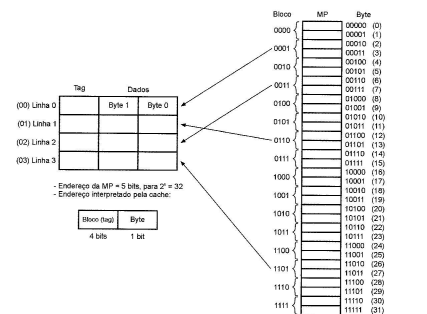 Bloco MP Byte
0000 00000 (0)
00001 (1)
0001 00010 (2)
00011 (3)
0010 00100 (4)
00101 (5)
0011 00110 (6)
00111 (7)
0100 01000 (8)
01001 (9)
0101 01010 (10)
01011 (11)
0110 01100 (12)
01101 (13)
0111 01110 (14)
01111 (15)
1000 10000 (16)
10001 (17)
1001 10010 (18)
10011 (19)
1010 10100 (20)
10101 (21)
1011 10110 (22)
10111 (23)
1100 11000 (24)
11001 (25)
1101 11010 (26)
11011 (27)
1110 11100 (28)
11101 (29)
1111 11110 (30)
11111 (31)
Tag Dados
(00) Linha 0 Byte 1 Byte 0
(01) Linha 1
(02) Linha 2
(03) Linha 3
- Endereço da MP = 5 bits, para 2⁵ = 32
- Endereço interpretado pela cache:
Bloco (tag) Byte
4 bits 1 bit